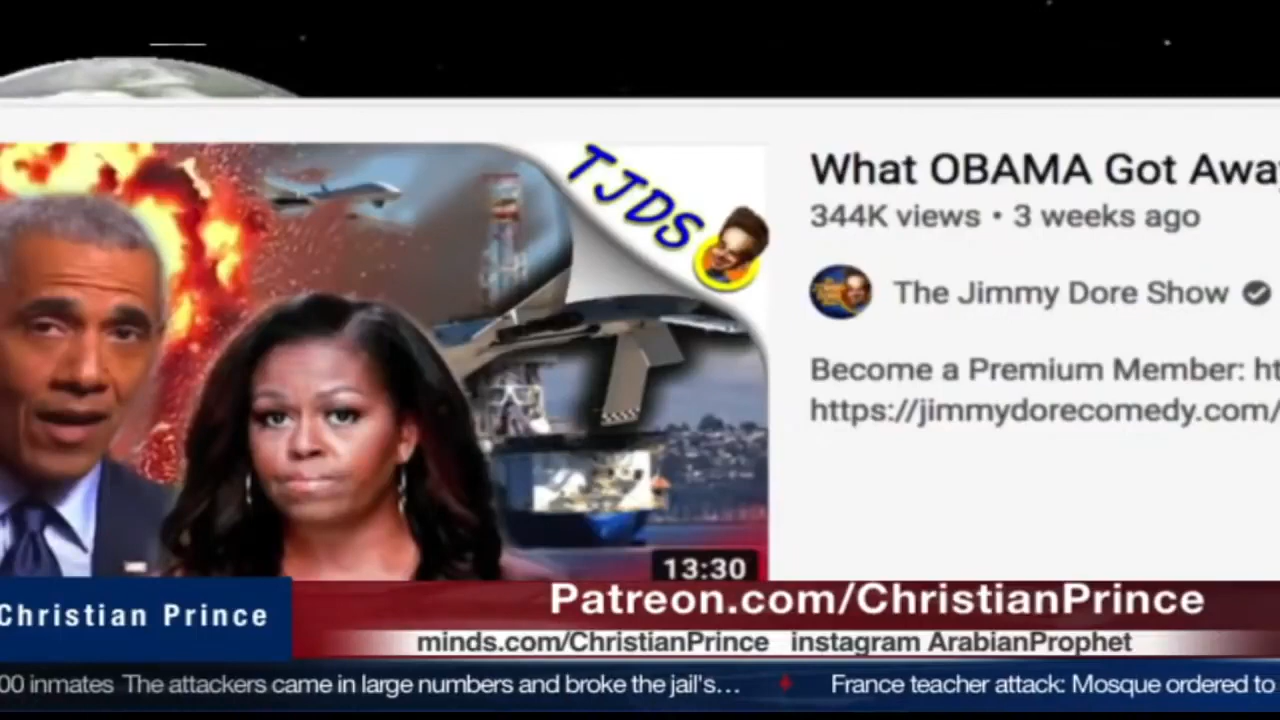 TJDS
What OBAMA Got Awa
344K views • 3 weeks ago
The Jimmy Dore Show
Become a Premium Member: ht
https://jimmydorecomedy.com/
13:30
Christian Prince
Patreon.com/ChristianPrince
minds.com/ChristianPrince instagram ArabianProphet
00 inmates The attackers came in large numbers and broke the jail's... France teacher attack: Mosque ordered to